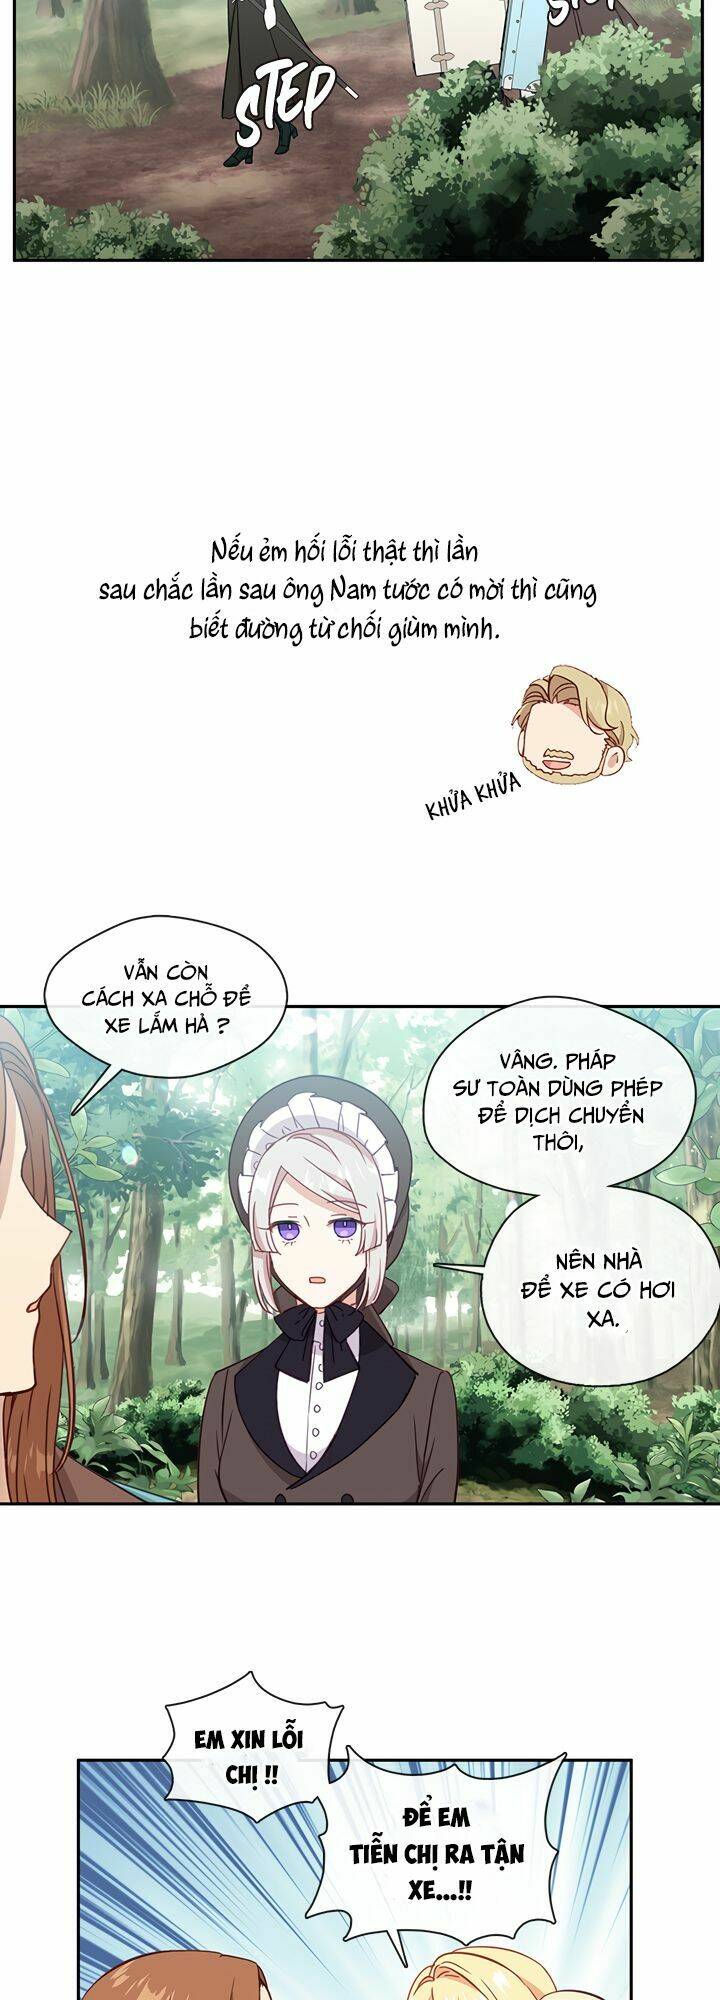 STEP
STEP
Nếu ẻm hối lỗi thật thì lần
sau chắc lần sau ông Nam tước có mời thì cũng
biết đường từ chối giùm mình.
KHỬA KHỬA
VẪN CÒN
CÁCH XA CHỖ ĐỂ
XE LẮM HẢ ?
VÂNG. PHÁP
SƯ TOÀN DÙNG PHÉP
ĐỂ DỊCH CHUYỂN
THÔI,
NÊN NHÀ
ĐỂ XE CÓ HƠI
XA.
EM XIN LỖI
CHỊ !!
ĐỂ EM
TIỄN CHỊ RA TẬN
XE...!!